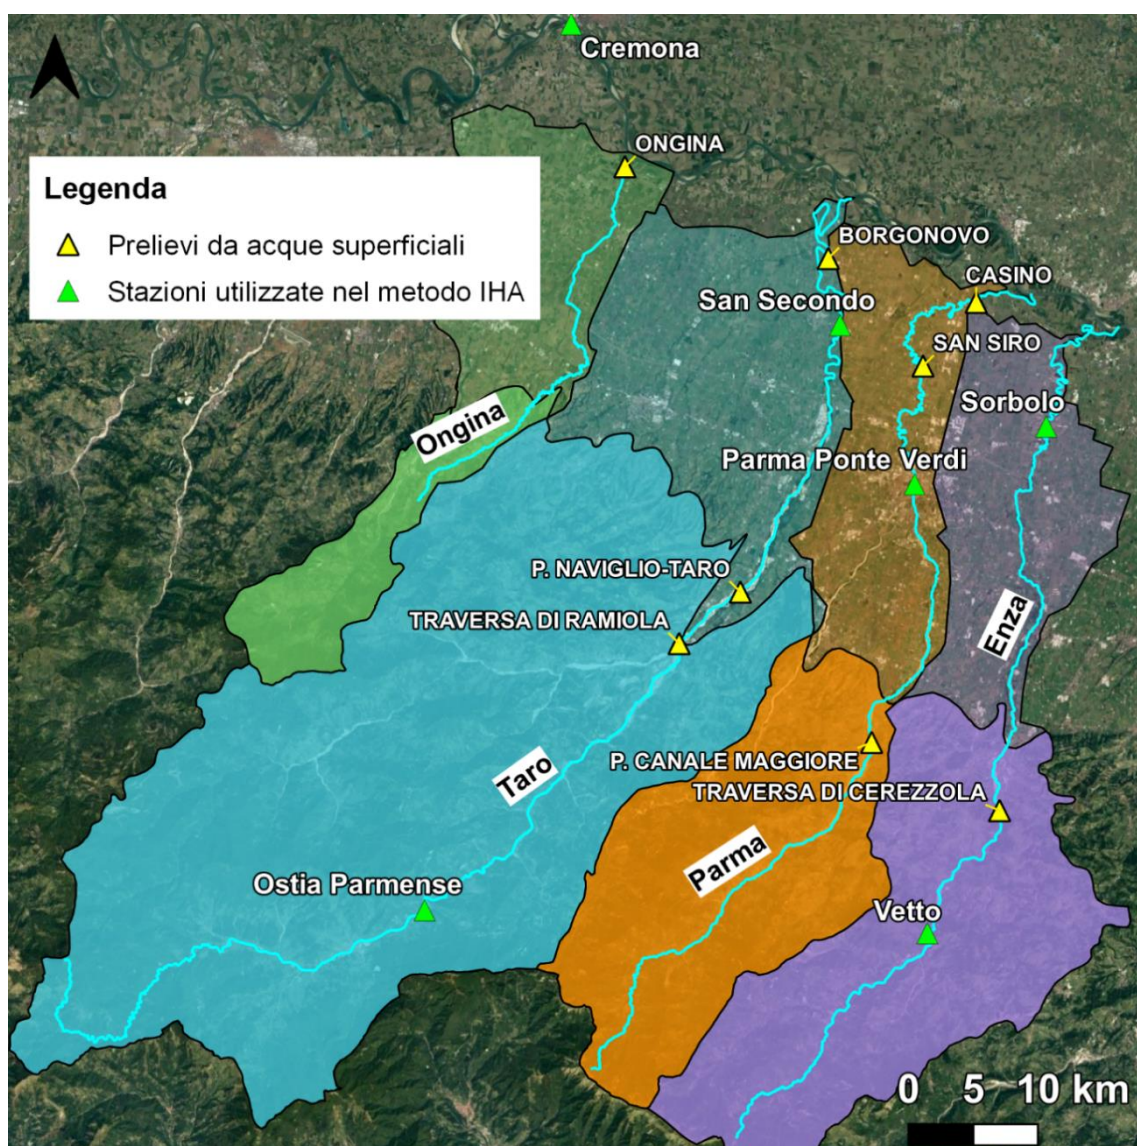 Cremona
ONGINA
Legenda
Prelievi da acque superficiali
Stazioni utilizzate nel metodo IHA
BORGONOVO
CASINO
San Secondo
SAN SIRO
Sorbolo
Ongina
Parma Ponte Verdi
P. NAVIGLIO-TARO
TRAVERSA DI RAMIOLA
Enza
P. CANALE MAGGIORE
Taro
TRAVERSA DI CEREZZOLA
Parma
Ostia Parmense
Vetto
0 5 10 km